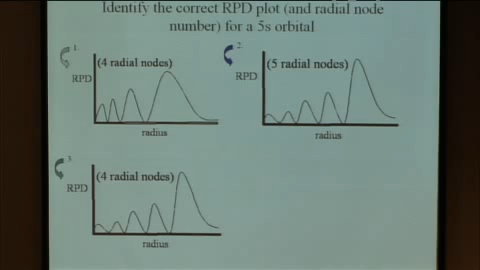 Identify the correct RPD plot (and radial node
number) for a 5s orbital
1.
(4 radial nodes)
RPD
radius
2.
(5 radial nodes)
RPD
radius
3.
(4 radial nodes)
RPD
radius